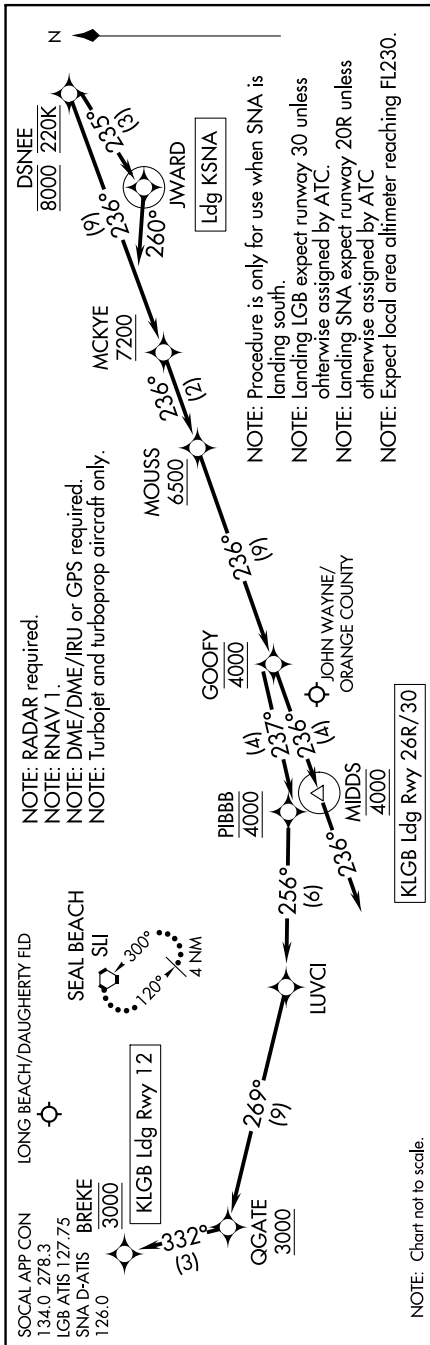 SOCAL APP CON
134.0 278.3
LGB ATIS 127.75
SNA D-ATIS
126.0
LONG BEACH/DAUGHERTY FLD
BREKE
3000
KLGB Ldg Rwy 12
332°
(3)
QGATE
3000
269°
(9)
LUVCI
SEAL BEACH
SLI
300°
120°
4 NM
256°
(6)
PIBBB
4000
237°
(4)
GOOFY
4000
236°
(4)
MIDDS
4000
236°
KLGB Ldg Rwy 26R/30
JOHN WAYNE/
ORANGE COUNTY
236°
(9)
MOUSS
6500
236°
(2)
MCKYE
7200
236°
(9)
DSNEE
8000 220K
235°
(3)
JWARD
260°
Ldg KSNA
N
NOTE: RADAR required.
NOTE: RNAV 1.
NOTE: DME/DME/IRU or GPS required.
NOTE: Turbojet and turboprop aircraft only.
NOTE: Procedure is only for use when SNA is
landing south.
NOTE: Landing LGB expect runway 30 unless
ohterwise assigned by ATC.
NOTE: Landing SNA expect runway 20R unless
otherwise assigned by ATC
NOTE: Expect local area altimeter reaching FL230.
NOTE: Chart not to scale.